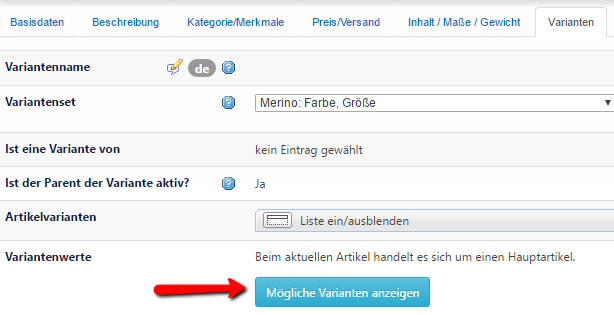 Basisdaten Beschreibung Kategorie/Merkmale Preis/Versand Inhalt / Maße / Gewicht Varianten
Variantenname de ?
Variantenset ? Merino: Farbe, Größe
Ist eine Variante von kein Eintrag gewählt
Ist der Parent der Variante aktiv? ? Ja
Artikelvarianten Liste ein/ausblenden
Variantenwerte Beim aktuellen Artikel handelt es sich um einen Hauptartikel.
Mögliche Varianten anzeigen